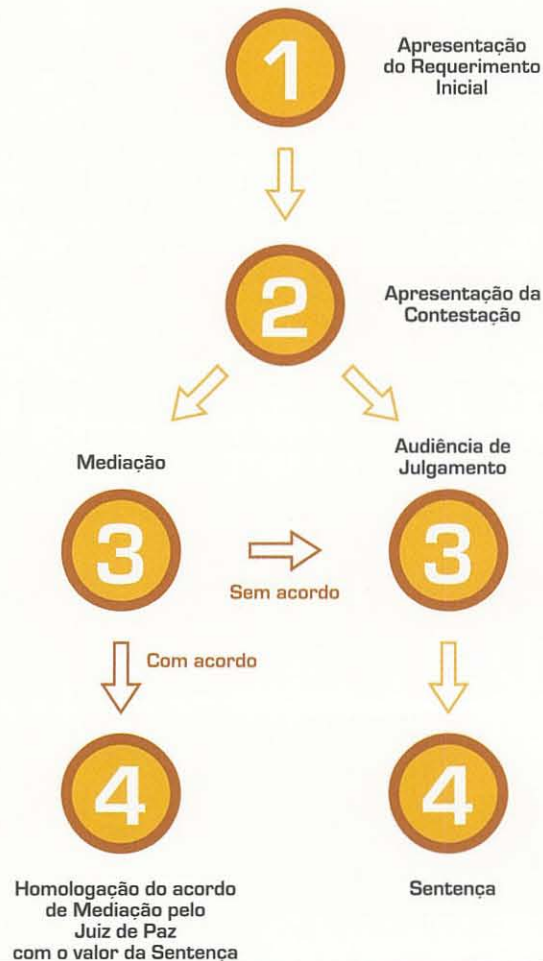 1
Apresentação
do Requerimento
Inicial
2
Apresentação da
Contestação
Mediação
3
Sem acordo
Audiência de
Julgamento
3
Com acordo
4
Homologação do acordo
de Mediação pelo
Juiz de Paz
com o valor da Sentença
4
Sentença